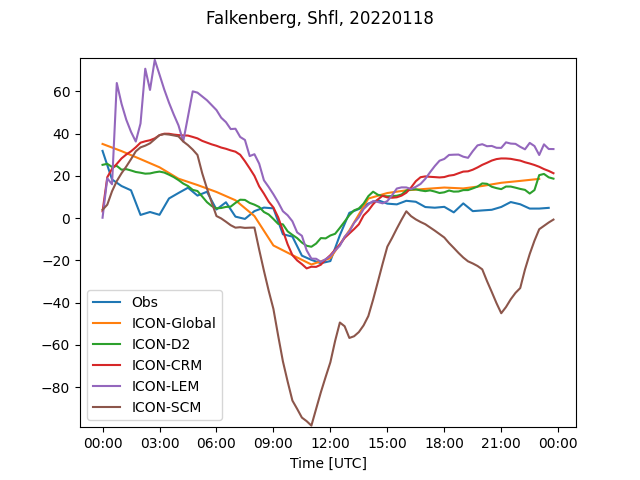 Falkenberg, Shfl, 20220118
60
40
20
0
−20
−40
−60
−80
Obs
ICON-Global
ICON-D2
ICON-CRM
ICON-LEM
ICON-SCM
00:00 03:00 06:00 09:00 12:00 15:00 18:00 21:00 00:00
Time [UTC]